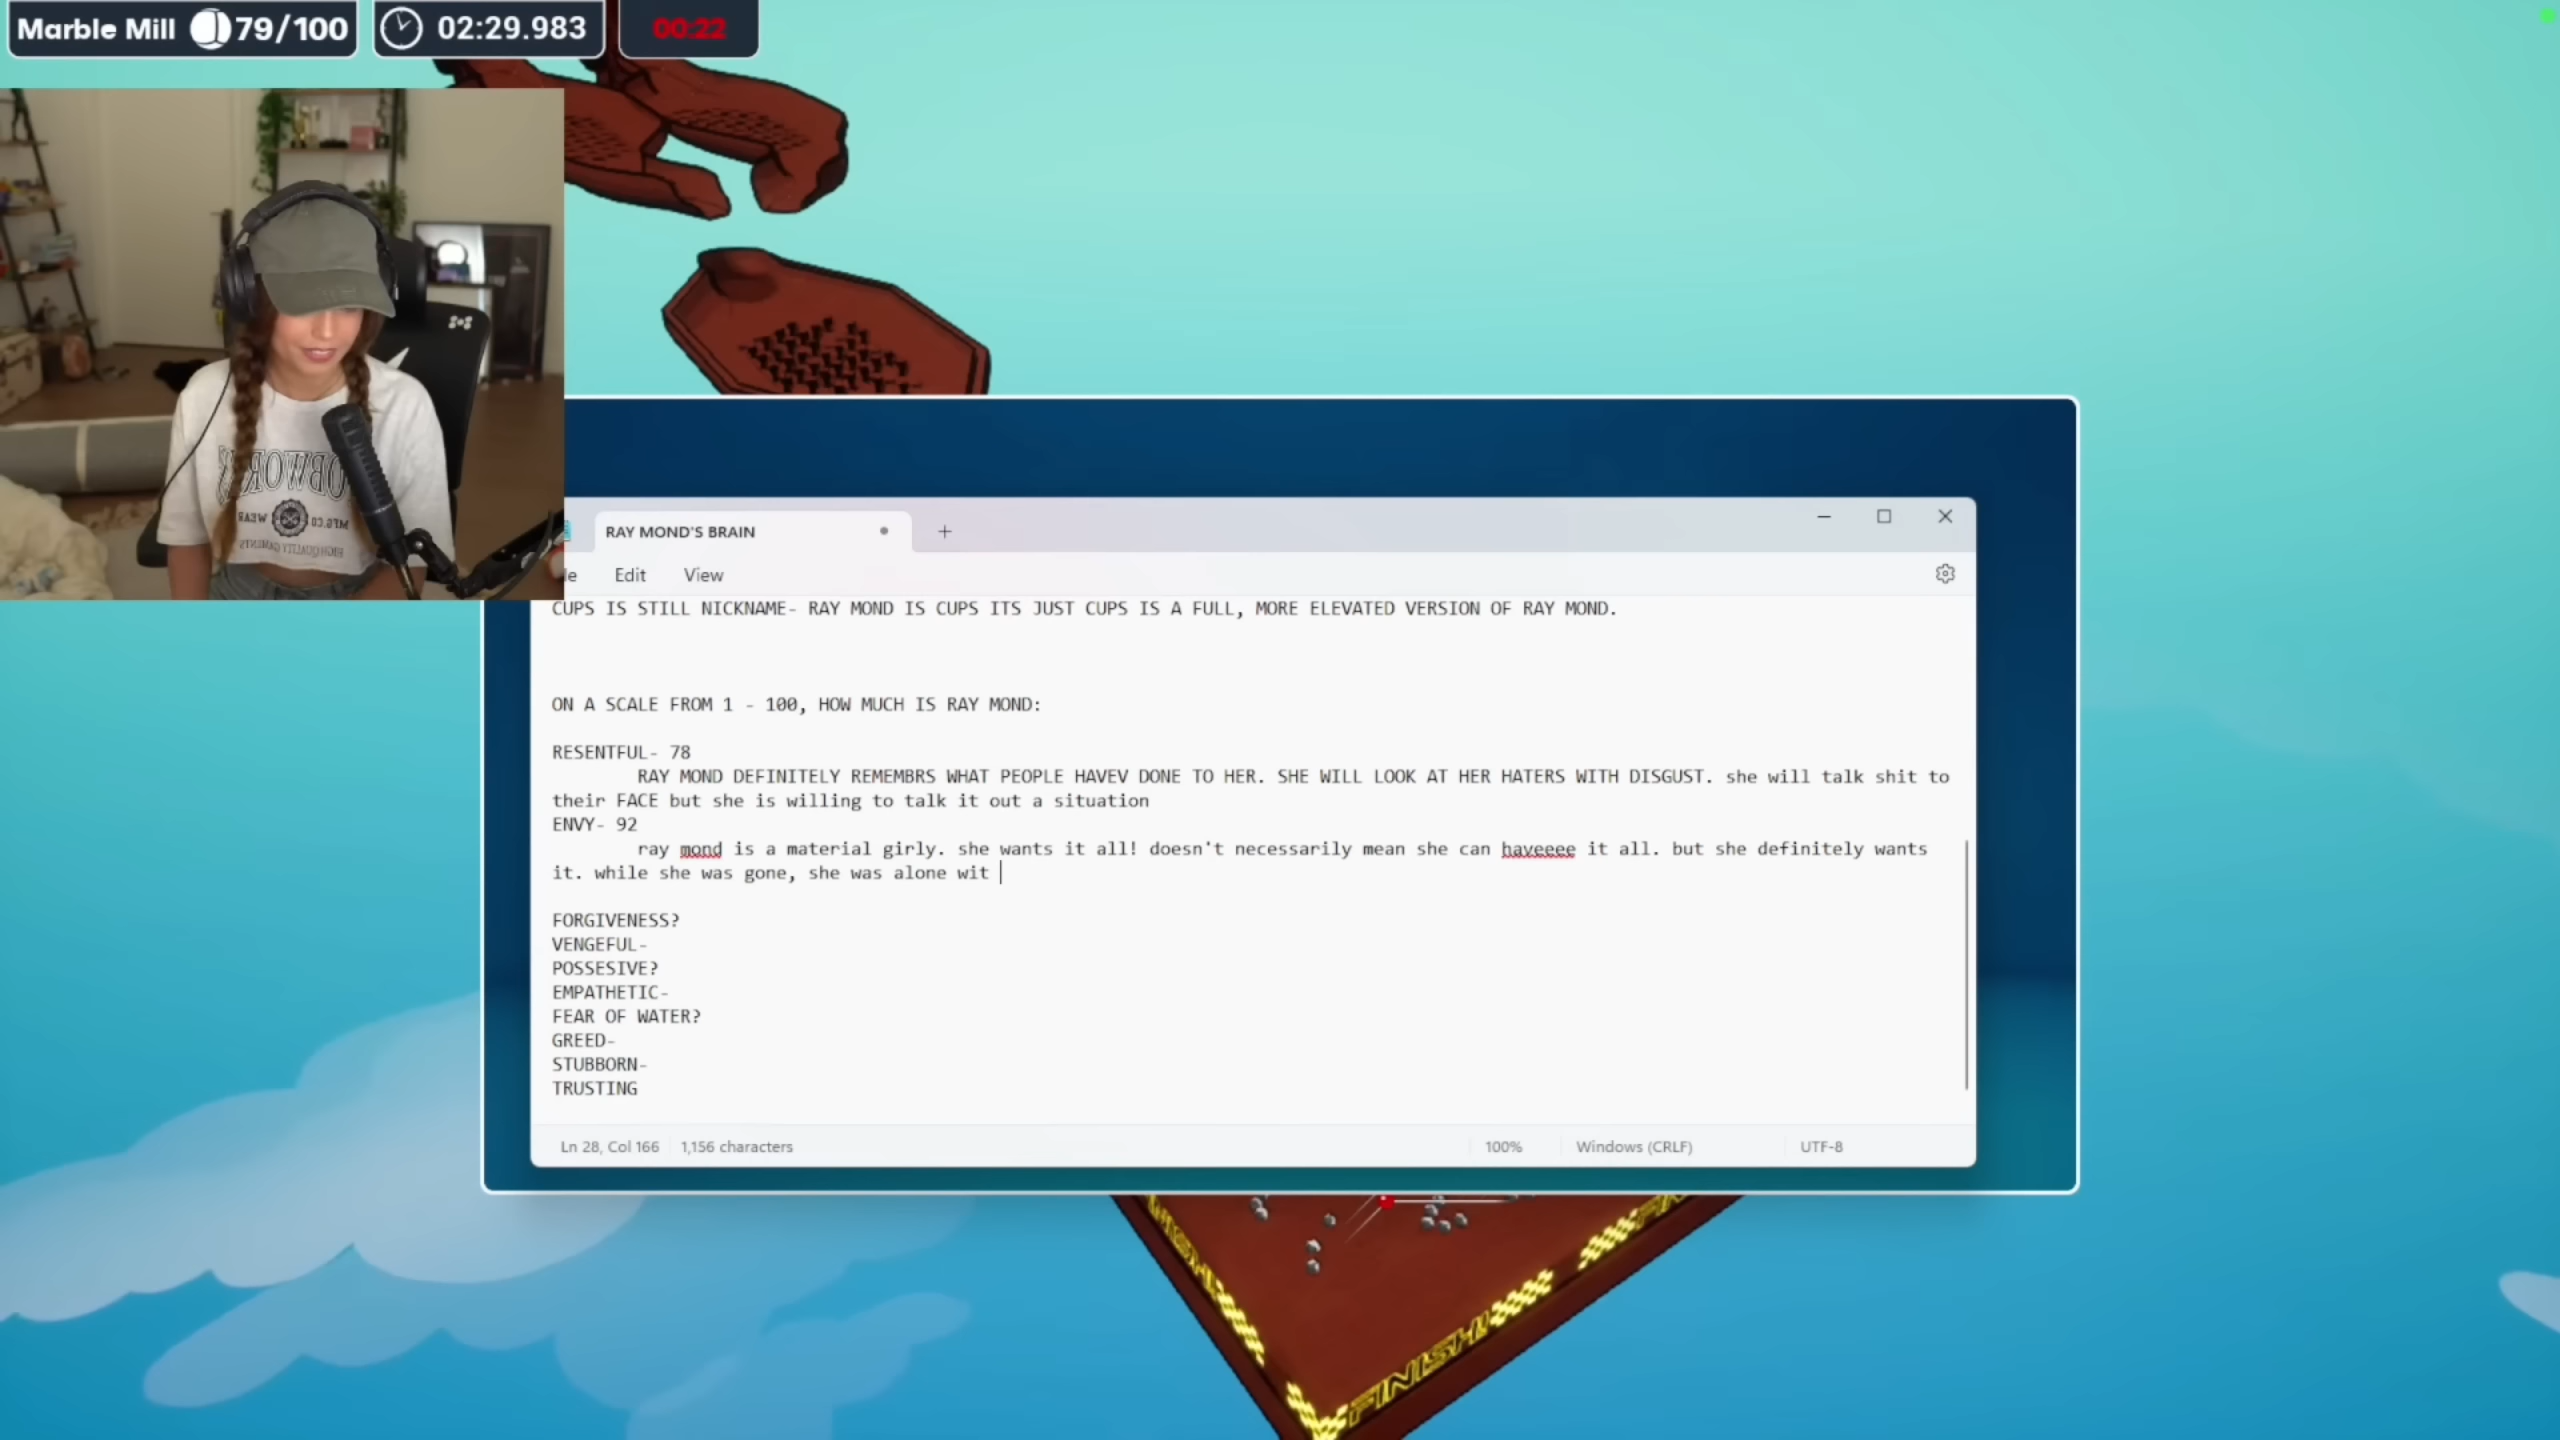 Marble Mill 79/100 02:29.983 00:22
RAY MOND'S BRAIN
Edit View
CUPS IS STILL NICKNAME- RAY MOND IS CUPS ITS JUST CUPS IS A FULL, MORE ELEVATED VERSION OF RAY MOND.
ON A SCALE FROM 1 - 100, HOW MUCH IS RAY MOND:
RESENTFUL- 78
RAY MOND DEFINITELY REMEMBRS WHAT PEOPLE HAVEV DONE TO HER. SHE WILL LOOK AT HER HATERS WITH DISGUST. she will talk shit to
their FACE but she is willing to talk it out a situation
ENVY- 92
ray mond is a material girly. she wants it all! doesn't necessarily mean she can haveeee it all. but she definitely wants
it. while she was gone, she was alone wit
FORGIVENESS?
VENGEFUL-
POSSESIVE?
EMPATHETIC-
FEAR OF WATER?
GREED-
STUBBORN-
TRUSTING
Ln 28, Col 166 1,156 characters 100% Windows (CRLF) UTF-8
FINISH!